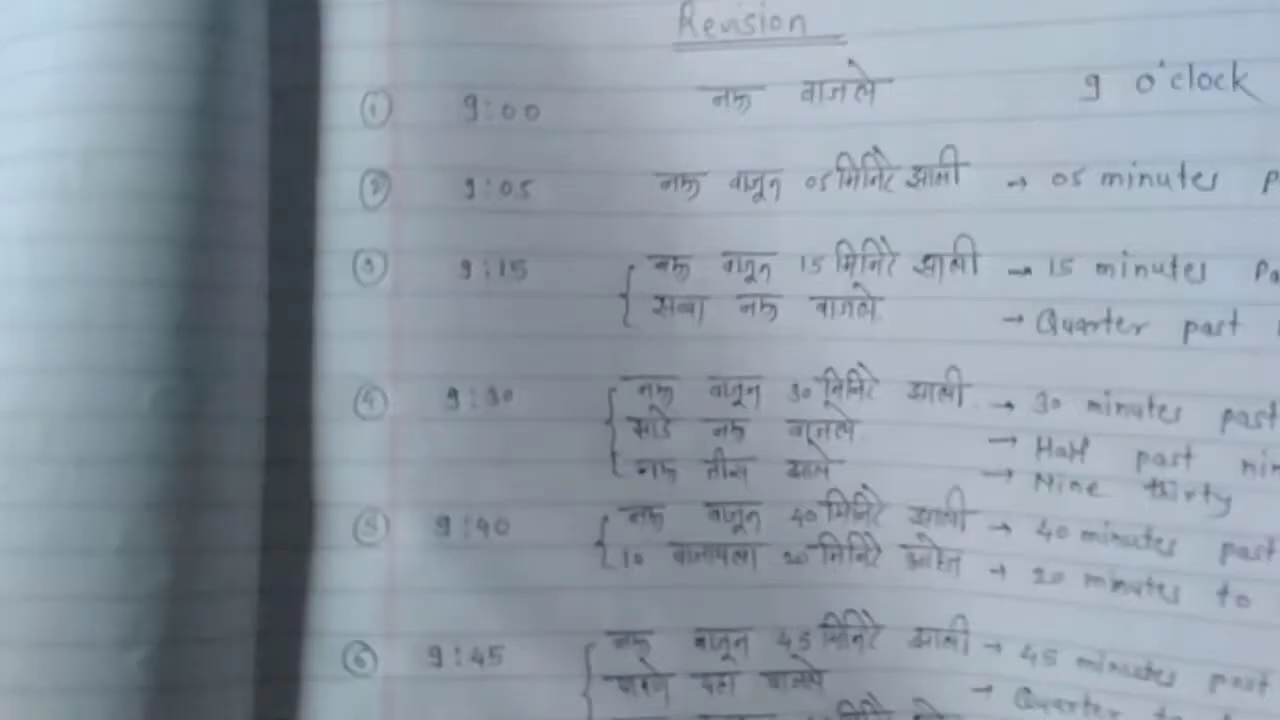 Revision
① 9:00 नऊ वाजले 9 o'clock
② 9:05 नऊ वाजून 05 मिनिटे झाली → 05 minutes p
③ 9:15 नऊ वाजून 15 मिनिटे झाली → 15 minutes pa
सव्वा नऊ वाजले → Quarter past
④ 9:30 नऊ वाजून 30 मिनिटे झाली → 30 minutes past
साडे नऊ वाजले → Half past nin
नऊ तीस झाले → Nine thirty
⑤ 9:40 नऊ वाजून 40 मिनिटे झाली → 40 minutes past
10 वाजायला 20 मिनिटे आहेत → 20 minutes to
⑥ 9:45 नऊ वाजून 45 मिनिटे झाली → 45 minutes past
पावणे दहा वाजले → Quarter to